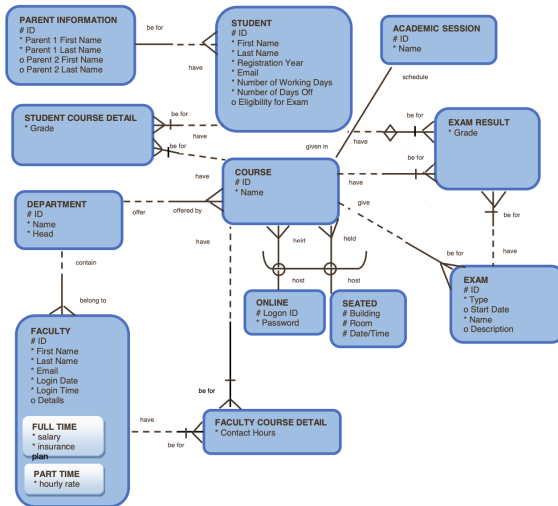 PARENT INFORMATION
# ID
* Parent 1 First Name
* Parent 1 Last Name
o Parent 2 First Name
o Parent 2 Last Name
be for
have
STUDENT
# ID
* First Name
* Last Name
* Registration Year
* Email
* Number of Working Days
* Number of Days Off
o Eligibility for Exam
ACADEMIC SESSION
# ID
* Name
schedule
STUDENT COURSE DETAIL
* Grade
be for
have
be for
have
given in
have
be for
EXAM RESULT
* Grade
be for
have
COURSE
# ID
* Name
DEPARTMENT
# ID
* Name
* Head
offer
offered by
have
give
be for
be for
have
contain
held
held
host
host
belong to
ONLINE
# Logon ID
* Password
SEATED
# Building
# Room
# Date/Time
EXAM
# ID
* Type
o Start Date
* Name
o Description
FACULTY
# ID
* First Name
* Last Name
* Email
* Login Date
* Login Time
o Details
FULL TIME
* salary
* insurance
plan
PART TIME
* hourly rate
be for
have
be for
FACULTY COURSE DETAIL
* Contact Hours